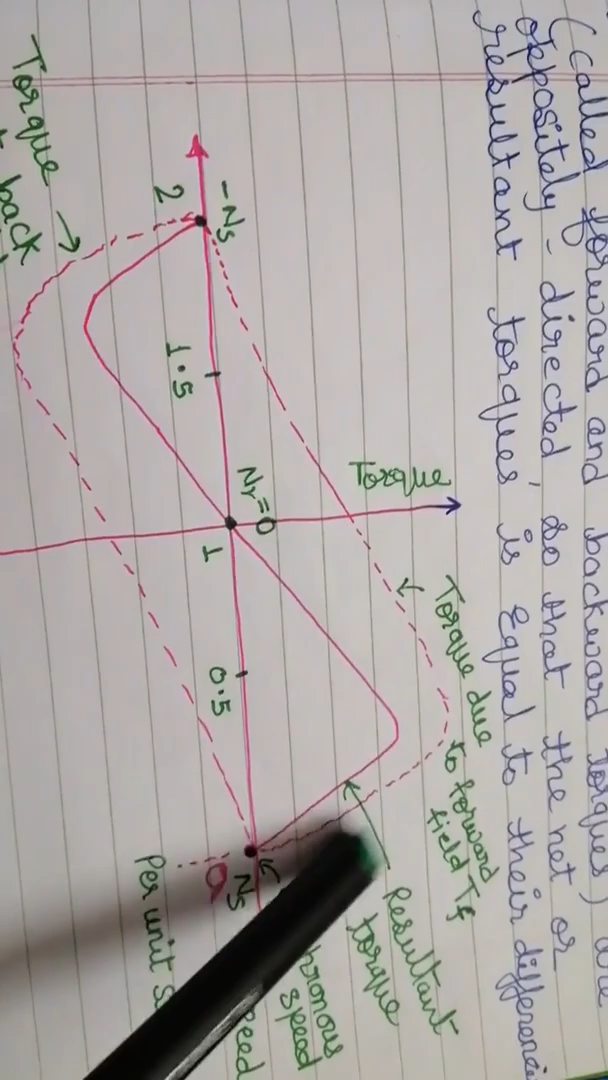 (called forward and backward torques) are
oppositely - directed, so that the net or
resultant torques is Equal to their difference
Torque
Torque due
to forward
field Tf
Resultant
torque
-Ns
Nr=0
Ns
2
1.5
1
0.5
0
speed
speed
Per unit
Torque
back